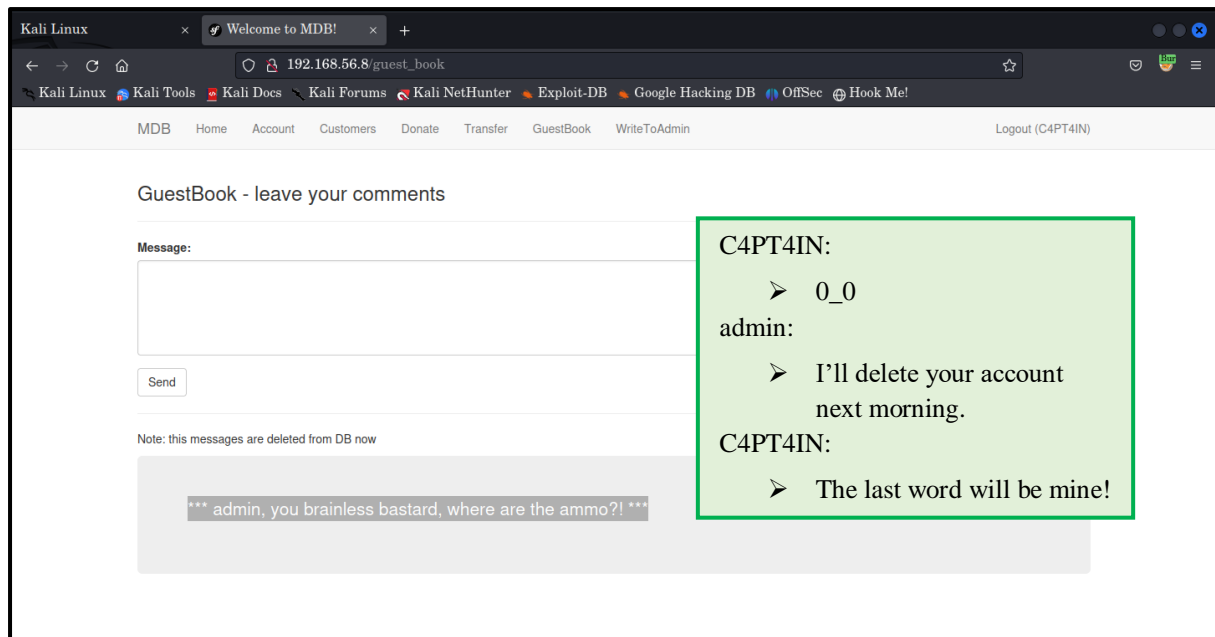 Kali Linux × Welcome to MDB! × +
192.168.56.8/guest_book Bur
Kali Linux Kali Tools Kali Docs Kali Forums Kali NetHunter Exploit-DB Google Hacking DB OffSec Hook Me!
MDB Home Account Customers Donate Transfer GuestBook WriteToAdmin Logout (C4PT4IN)
GuestBook - leave your comments
Message:
Send
Note: this messages are deleted from DB now
*** admin, you brainless bastard, where are the ammo?! ***
C4PT4IN:
➢ 0_0
admin:
➢ I’ll delete your account
next morning.
C4PT4IN:
➢ The last word will be mine!